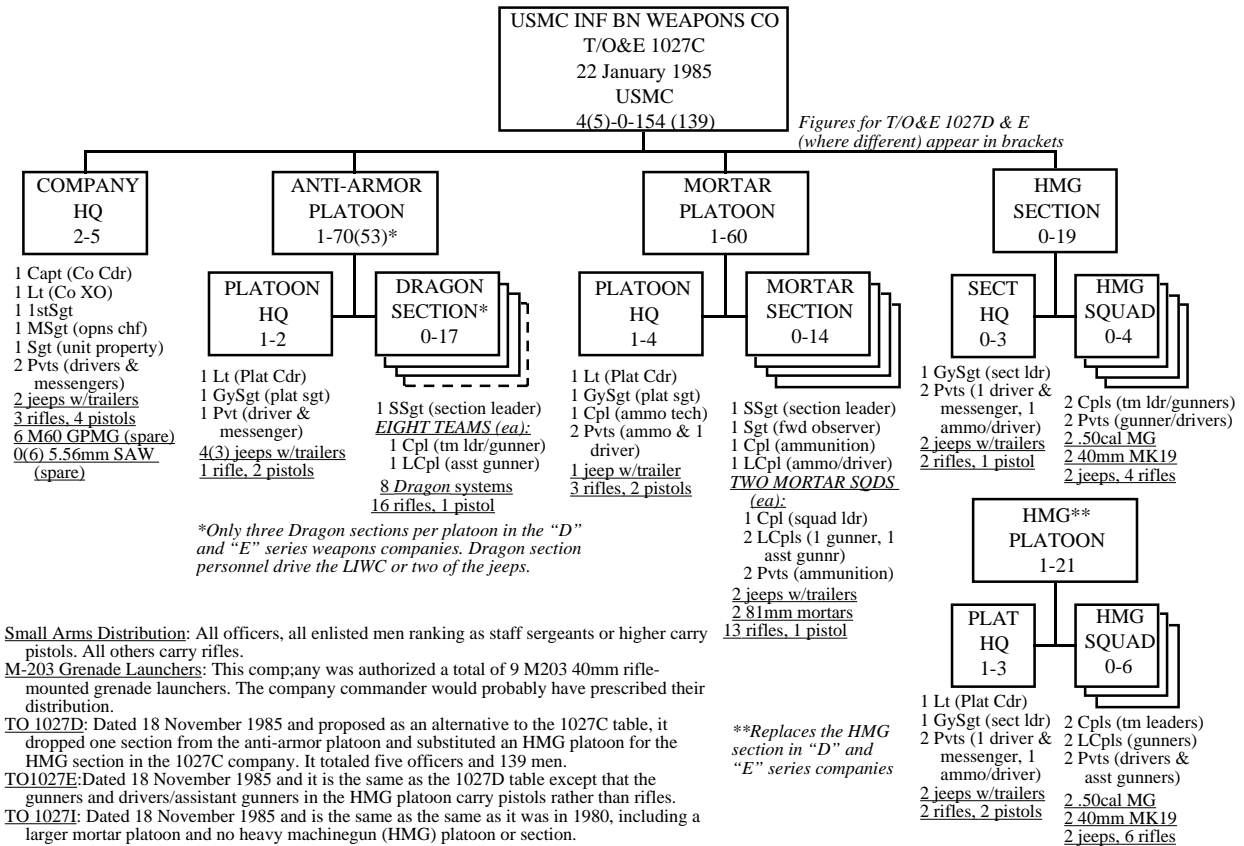 USMC INF BN WEAPONS CO
T/O&E 1027C
22 January 1985
USMC
4(5)-0-154 (139)
Figures for T/O&E 1027D & E
(where different) appear in brackets
COMPANY
HQ
2-5
1 Capt (Co Cdr)
1 Lt (Co XO)
1 1stSgt
1 MSgt (opns chf)
1 Sgt (unit property)
2 Pvts (drivers &
messengers)
2 jeeps w/trailers
3 rifles, 4 pistols
6 M60 GPMG (spare)
0(6) 5.56mm SAW
(spare)
ANTI-ARMOR
PLATOON
1-70(53)*
PLATOON
HQ
1-2
1 Lt (Plat Cdr)
1 GySgt (plat sgt)
1 Pvt (driver &
messenger)
4(3) jeeps w/trailers
1 rifle, 2 pistols
DRAGON
SECTION*
0-17
1 SSgt (section leader)
EIGHT TEAMS (ea):
1 Cpl (tm ldr/gunner)
1 LCpl (asst gunner)
8 Dragon systems
16 rifles, 1 pistol
*Only three Dragon sections per platoon in the “D”
and “E” series weapons companies. Dragon section
personnel drive the LIWC or two of the jeeps.
MORTAR
PLATOON
1-60
PLATOON
HQ
1-4
1 Lt (Plat Cdr)
1 GySgt (plat sgt)
1 Cpl (ammo tech)
2 Pvts (ammo & 1
driver)
1 jeep w/trailer
3 rifles, 2 pistols
MORTAR
SECTION
0-14
1 SSgt (section leader)
1 Sgt (fwd observer)
1 Cpl (ammunition)
1 LCpl (ammo/driver)
TWO MORTAR SQDS
(ea):
1 Cpl (squad ldr)
2 LCpls (1 gunner, 1
asst gunnr)
2 Pvts (ammunition)
2 jeeps w/trailers
2 81mm mortars
13 rifles, 1 pistol
HMG
SECTION
0-19
SECT
HQ
0-3
1 GySgt (sect ldr)
2 Pvts (1 driver &
messenger, 1
ammo/driver)
2 jeeps w/trailers
2 rifles, 1 pistol
HMG
SQUAD
0-4
2 Cpls (tm ldr/gunners)
2 Pvts (gunner/drivers)
2 .50cal MG
2 40mm MK19
2 jeeps, 4 rifles
HMG**
PLATOON
1-21
PLAT
HQ
1-3
1 Lt (Plat Cdr)
1 GySgt (sect ldr)
2 Pvts (1 driver &
messenger, 1
ammo/driver)
2 jeeps w/trailers
2 rifles, 2 pistols
HMG
SQUAD
0-6
2 Cpls (tm leaders)
2 LCpls (gunners)
2 Pvts (drivers &
asst gunners)
2 .50cal MG
2 40mm MK19
2 jeeps, 6 rifles
**Replaces the HMG
section in “D” and
“E” series companies
Small Arms Distribution: All officers, all enlisted men ranking as staff sergeants or higher carry
pistols. All others carry rifles.
M-203 Grenade Launchers: This comp;any was authorized a total of 9 M203 40mm rifle-
mounted grenade launchers. The company commander would probably have prescribed their
distribution.
TO 1027D: Dated 18 November 1985 and proposed as an alternative to the 1027C table, it
dropped one section from the anti-armor platoon and substituted an HMG platoon for the
HMG section in the 1027C company. It totaled five officers and 139 men.
TO1027E:Dated 18 November 1985 and it is the same as the 1027D table except that the
gunners and drivers/assistant gunners in the HMG platoon carry pistols rather than rifles.
TO 1027I: Dated 18 November 1985 and is the same as the same as it was in 1980, including a
larger mortar platoon and no heavy machinegun (HMG) platoon or section.